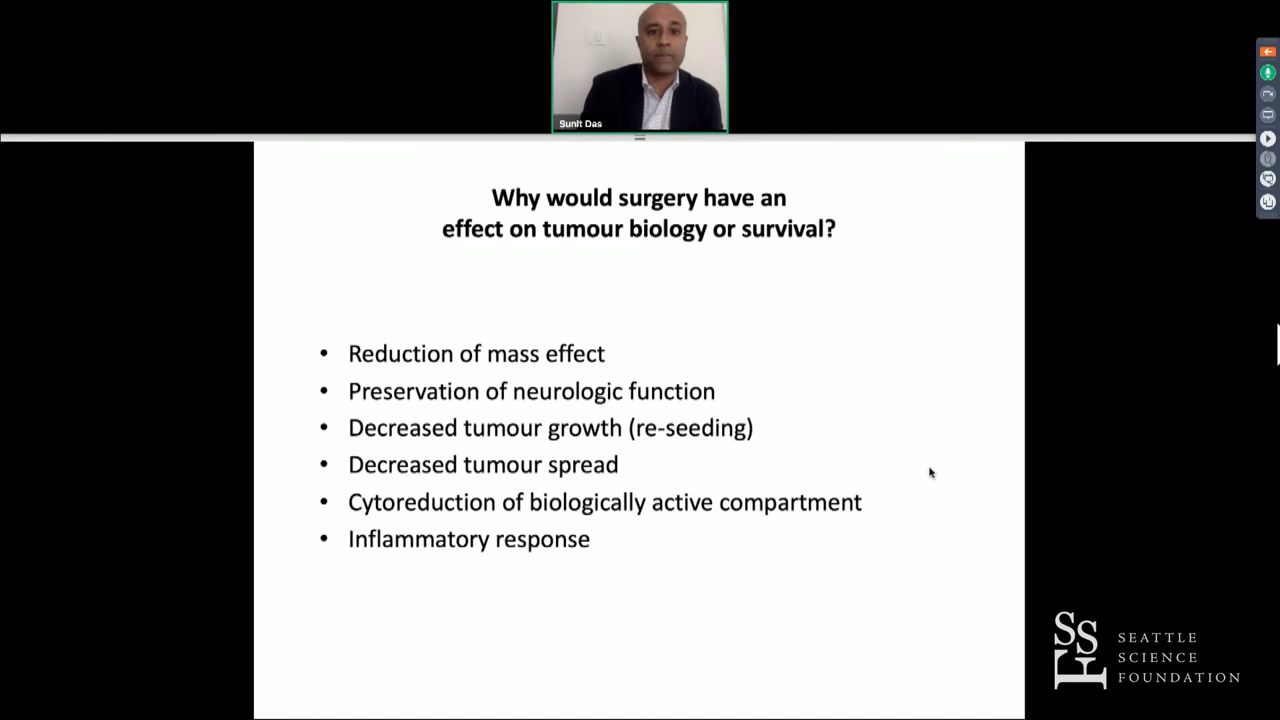 Sunit Das
Why would surgery have an
effect on tumour biology or survival?
• Reduction of mass effect
• Preservation of neurologic function
• Decreased tumour growth (re-seeding)
• Decreased tumour spread
• Cytoreduction of biologically active compartment
• Inflammatory response
SSF
SEATTLE
SCIENCE
FOUNDATION